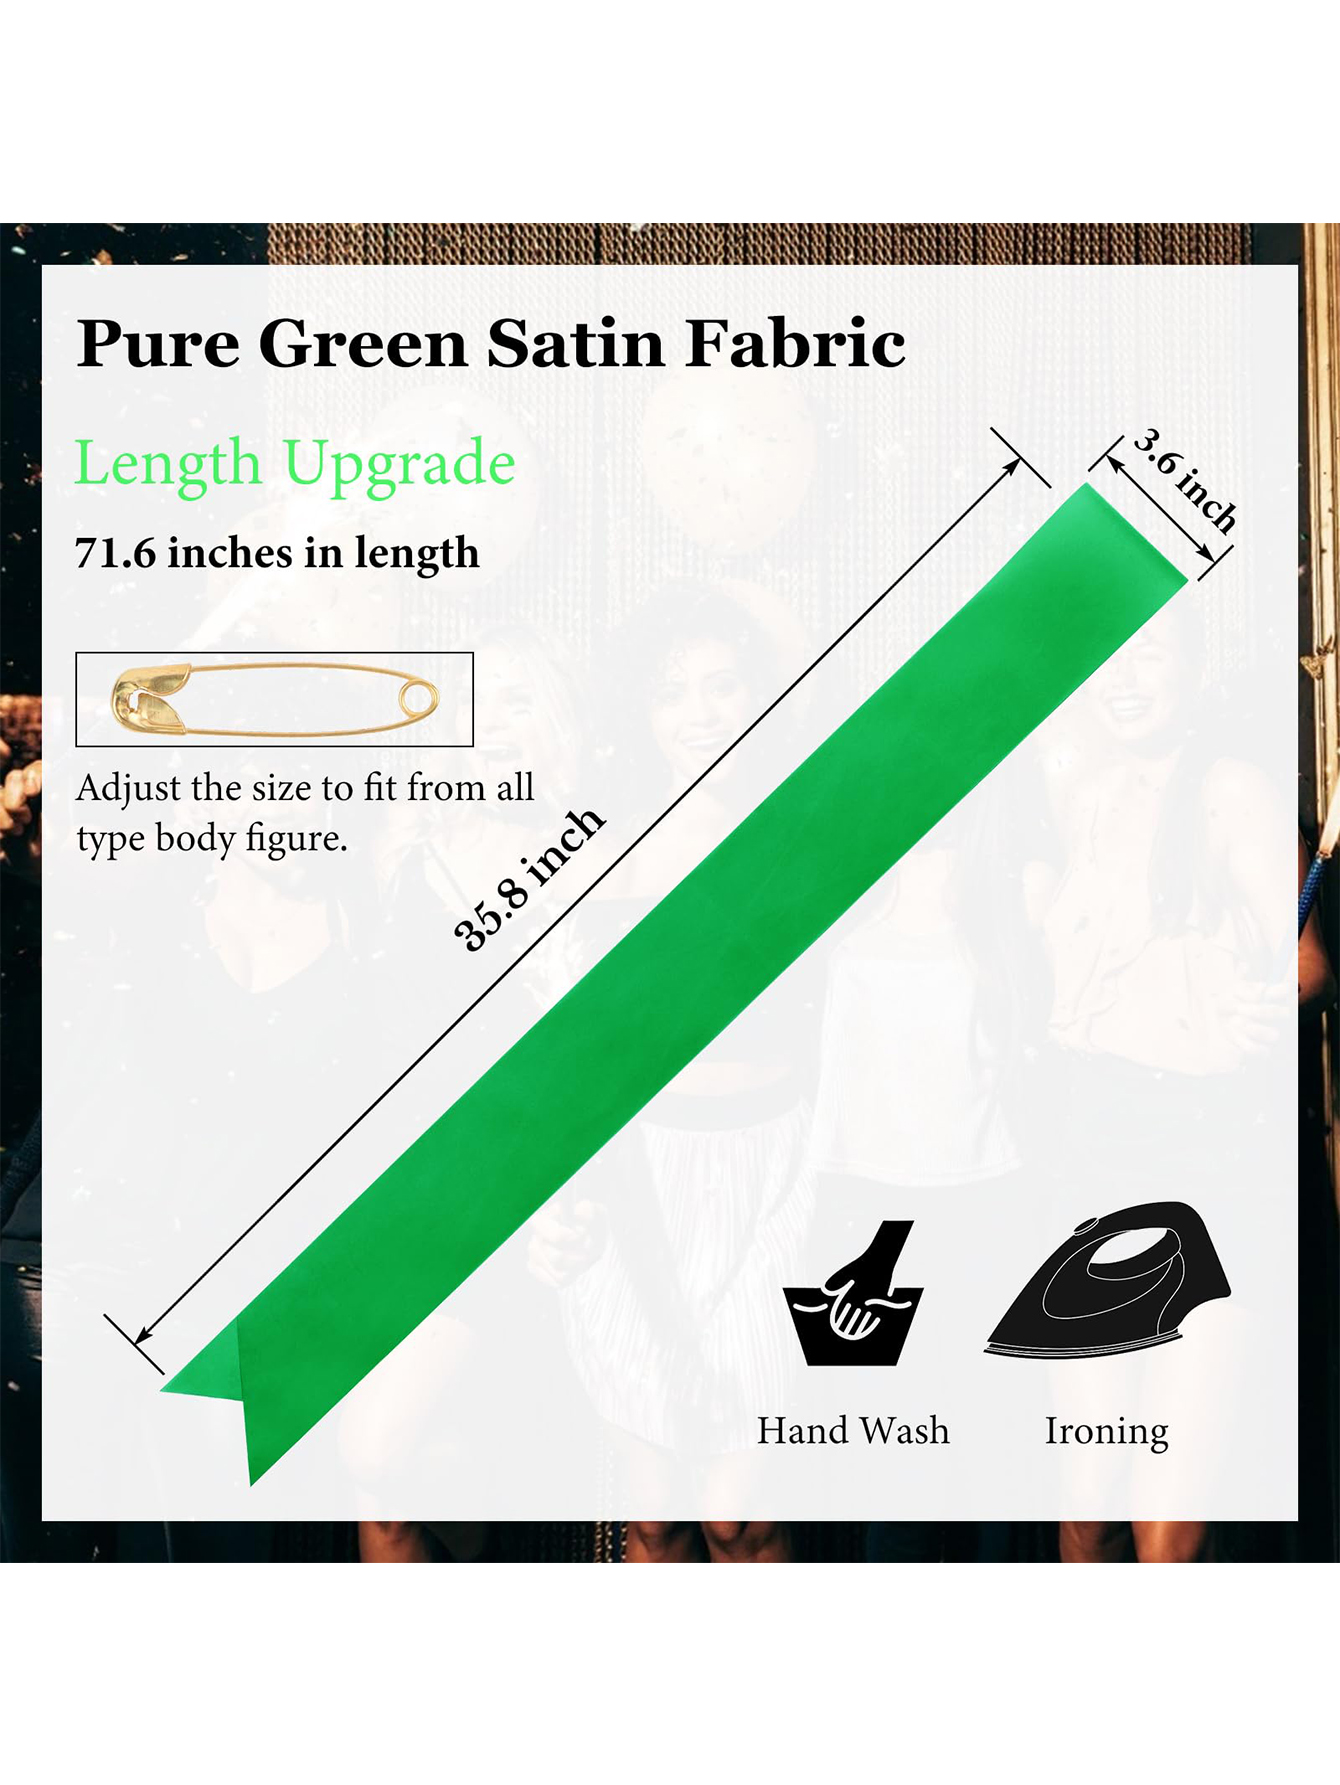 Pure Green Satin Fabric
Length Upgrade
71.6 inches in length
3.6 inch
Adjust the size to fit from all
type body figure.
35.8 inch
Hand Wash
Ironing